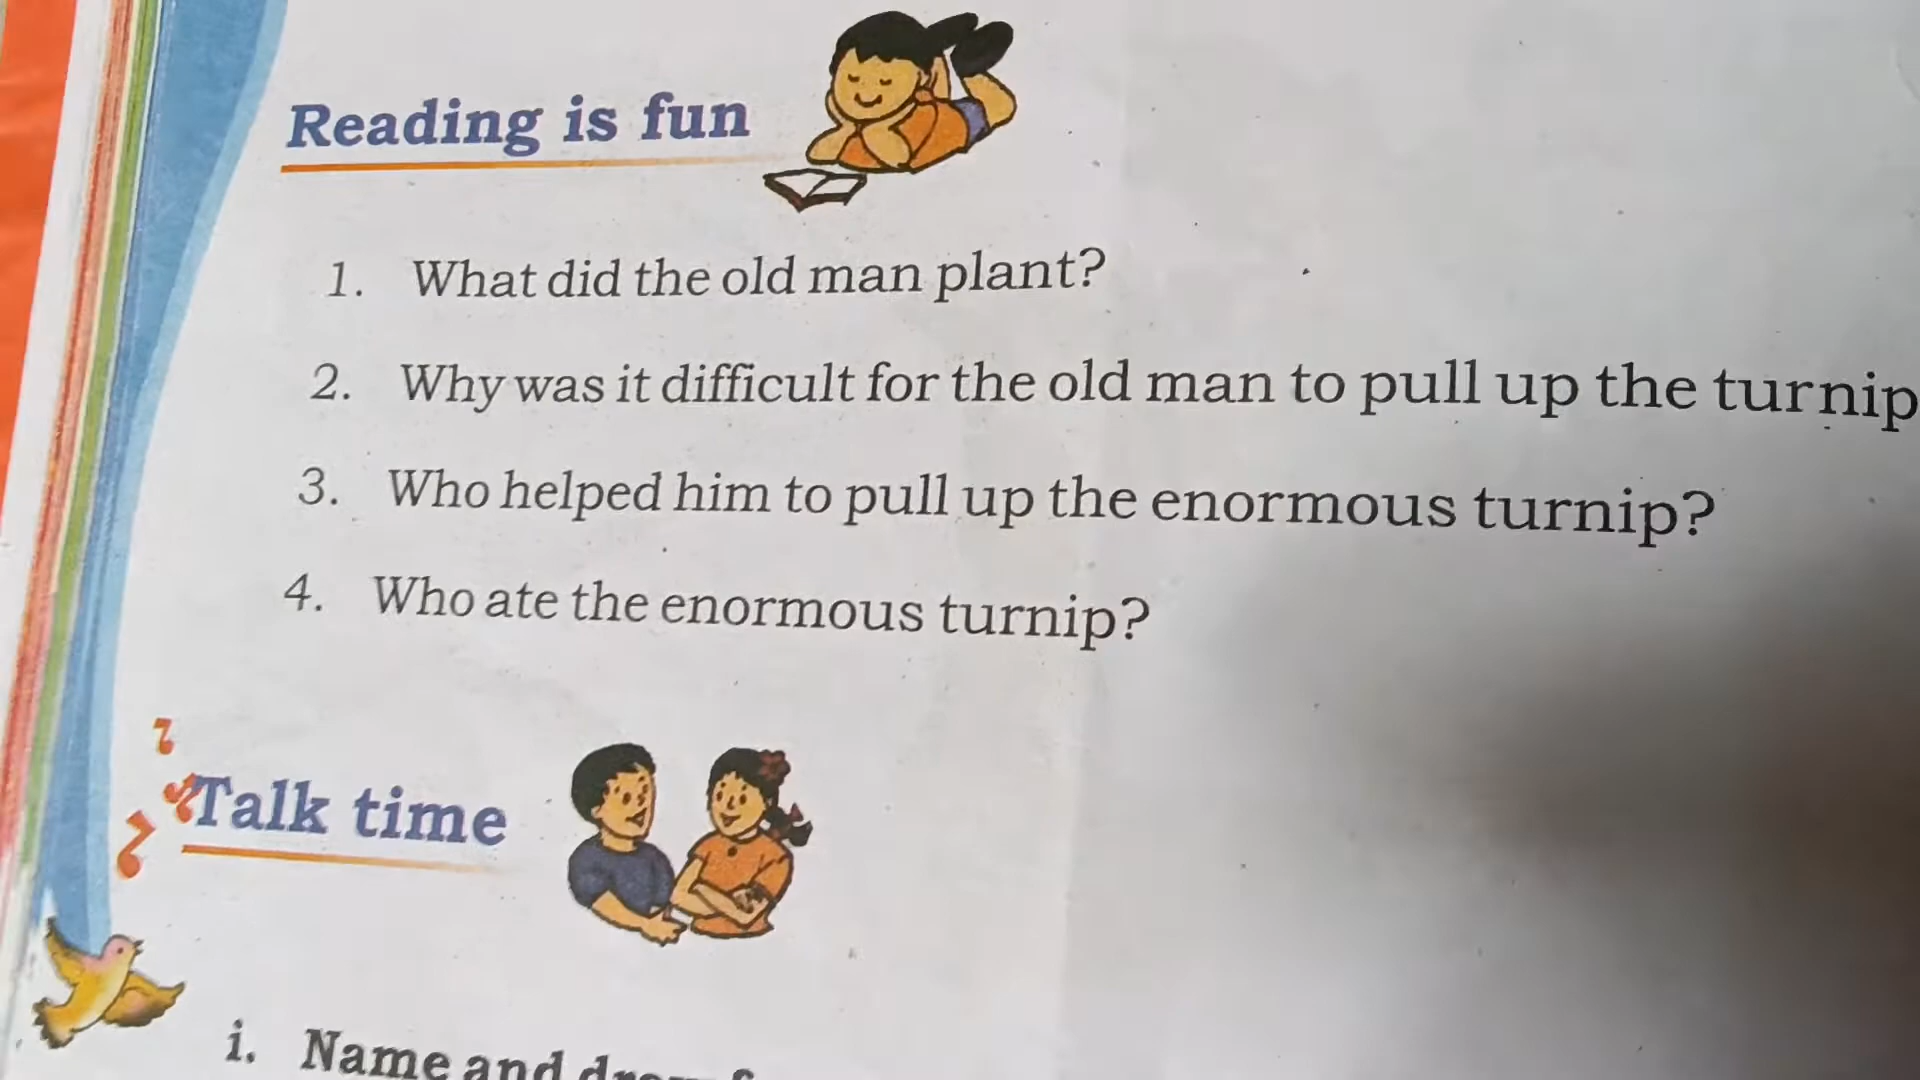 Reading is fun
1. What did the old man plant?
2. Why was it difficult for the old man to pull up the turnip
3. Who helped him to pull up the enormous turnip?
4. Who ate the enormous turnip?
Talk time
i. Name and